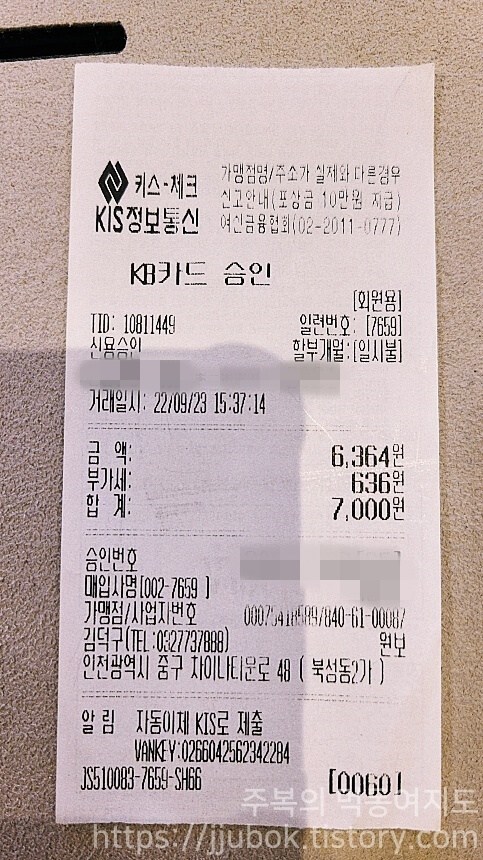 키스-체크
KIS정보통신
가맹점명/주소가 실제와 다른경우
신고안내(포상금 10만원 지급)
여신금융협회(02-2011-0777)
KB카드 승인
[회원용]
TID: 10811449 일련번호: [7659]
신용승인 할부개월:[일시불]
거래일시: 22/09/23 15:37:14
금 액: 6,364원
부가세: 636원
합 계: 7,000원
승인번호
매입사명[002-7659 ]
가맹점/사업자번호 00075418589/840-61-00087
김덕구(TEL:0327737888) 원보
인천광역시 중구 차이나타운로 48 ( 북성동2가 )
알 림 자동이체 KIS로 제출
VANKEY:0266042562342284
JS510083-7659-SH66 [0060]
주복의 먹방여지도
https://jjubok.tistory.com